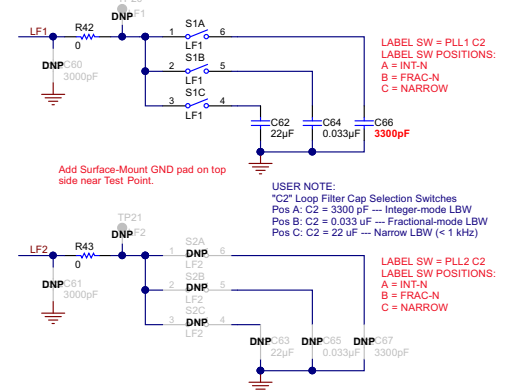 DNP F1
LF1
R42
0
DNP C60
3000pF
S1A
1 6
LF1
S1B
2 5
LF1
S1C
3 4
LF1
C62
22µF
C64
0.033µF
C66
3300pF
LABEL SW = PLL1 C2
LABEL SW POSITIONS:
A = INT-N
B = FRAC-N
C = NARROW
Add Surface-Mount GND pad on top
side near Test Point.
USER NOTE:
"C2" Loop Filter Cap Selection Switches
Pos A: C2 = 3300 pF --- Integer-mode LBW
Pos B: C2 = 0.033 uF --- Fractional-mode LBW
Pos C: C2 = 22 uF --- Narrow LBW (< 1 kHz)
TP21
DNP F2
LF2
R43
0
DNP C61
3000pF
S2A
1 DNP 6
LF2
S2B
2 DNP 5
LF2
S2C
3 DNP 4
LF2
DNP C63
22µF
DNP C65
0.033µF
DNP C67
3300pF
LABEL SW = PLL2 C2
LABEL SW POSITIONS:
A = INT-N
B = FRAC-N
C = NARROW